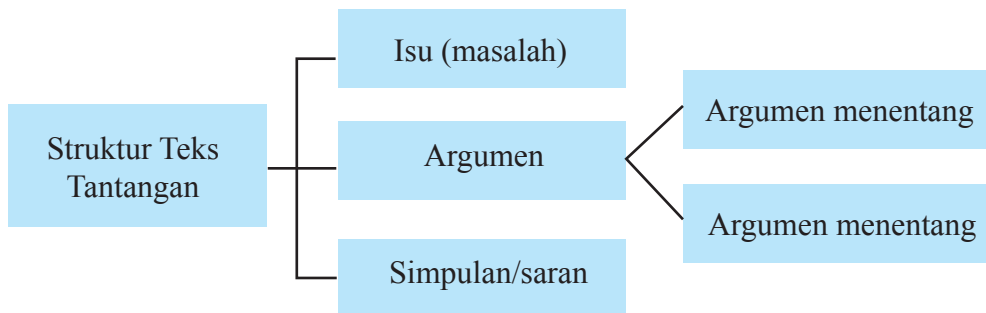 Struktur Teks
Tantangan
Isu (masalah)
Argumen
Simpulan/saran
Argumen menentang
Argumen menentang